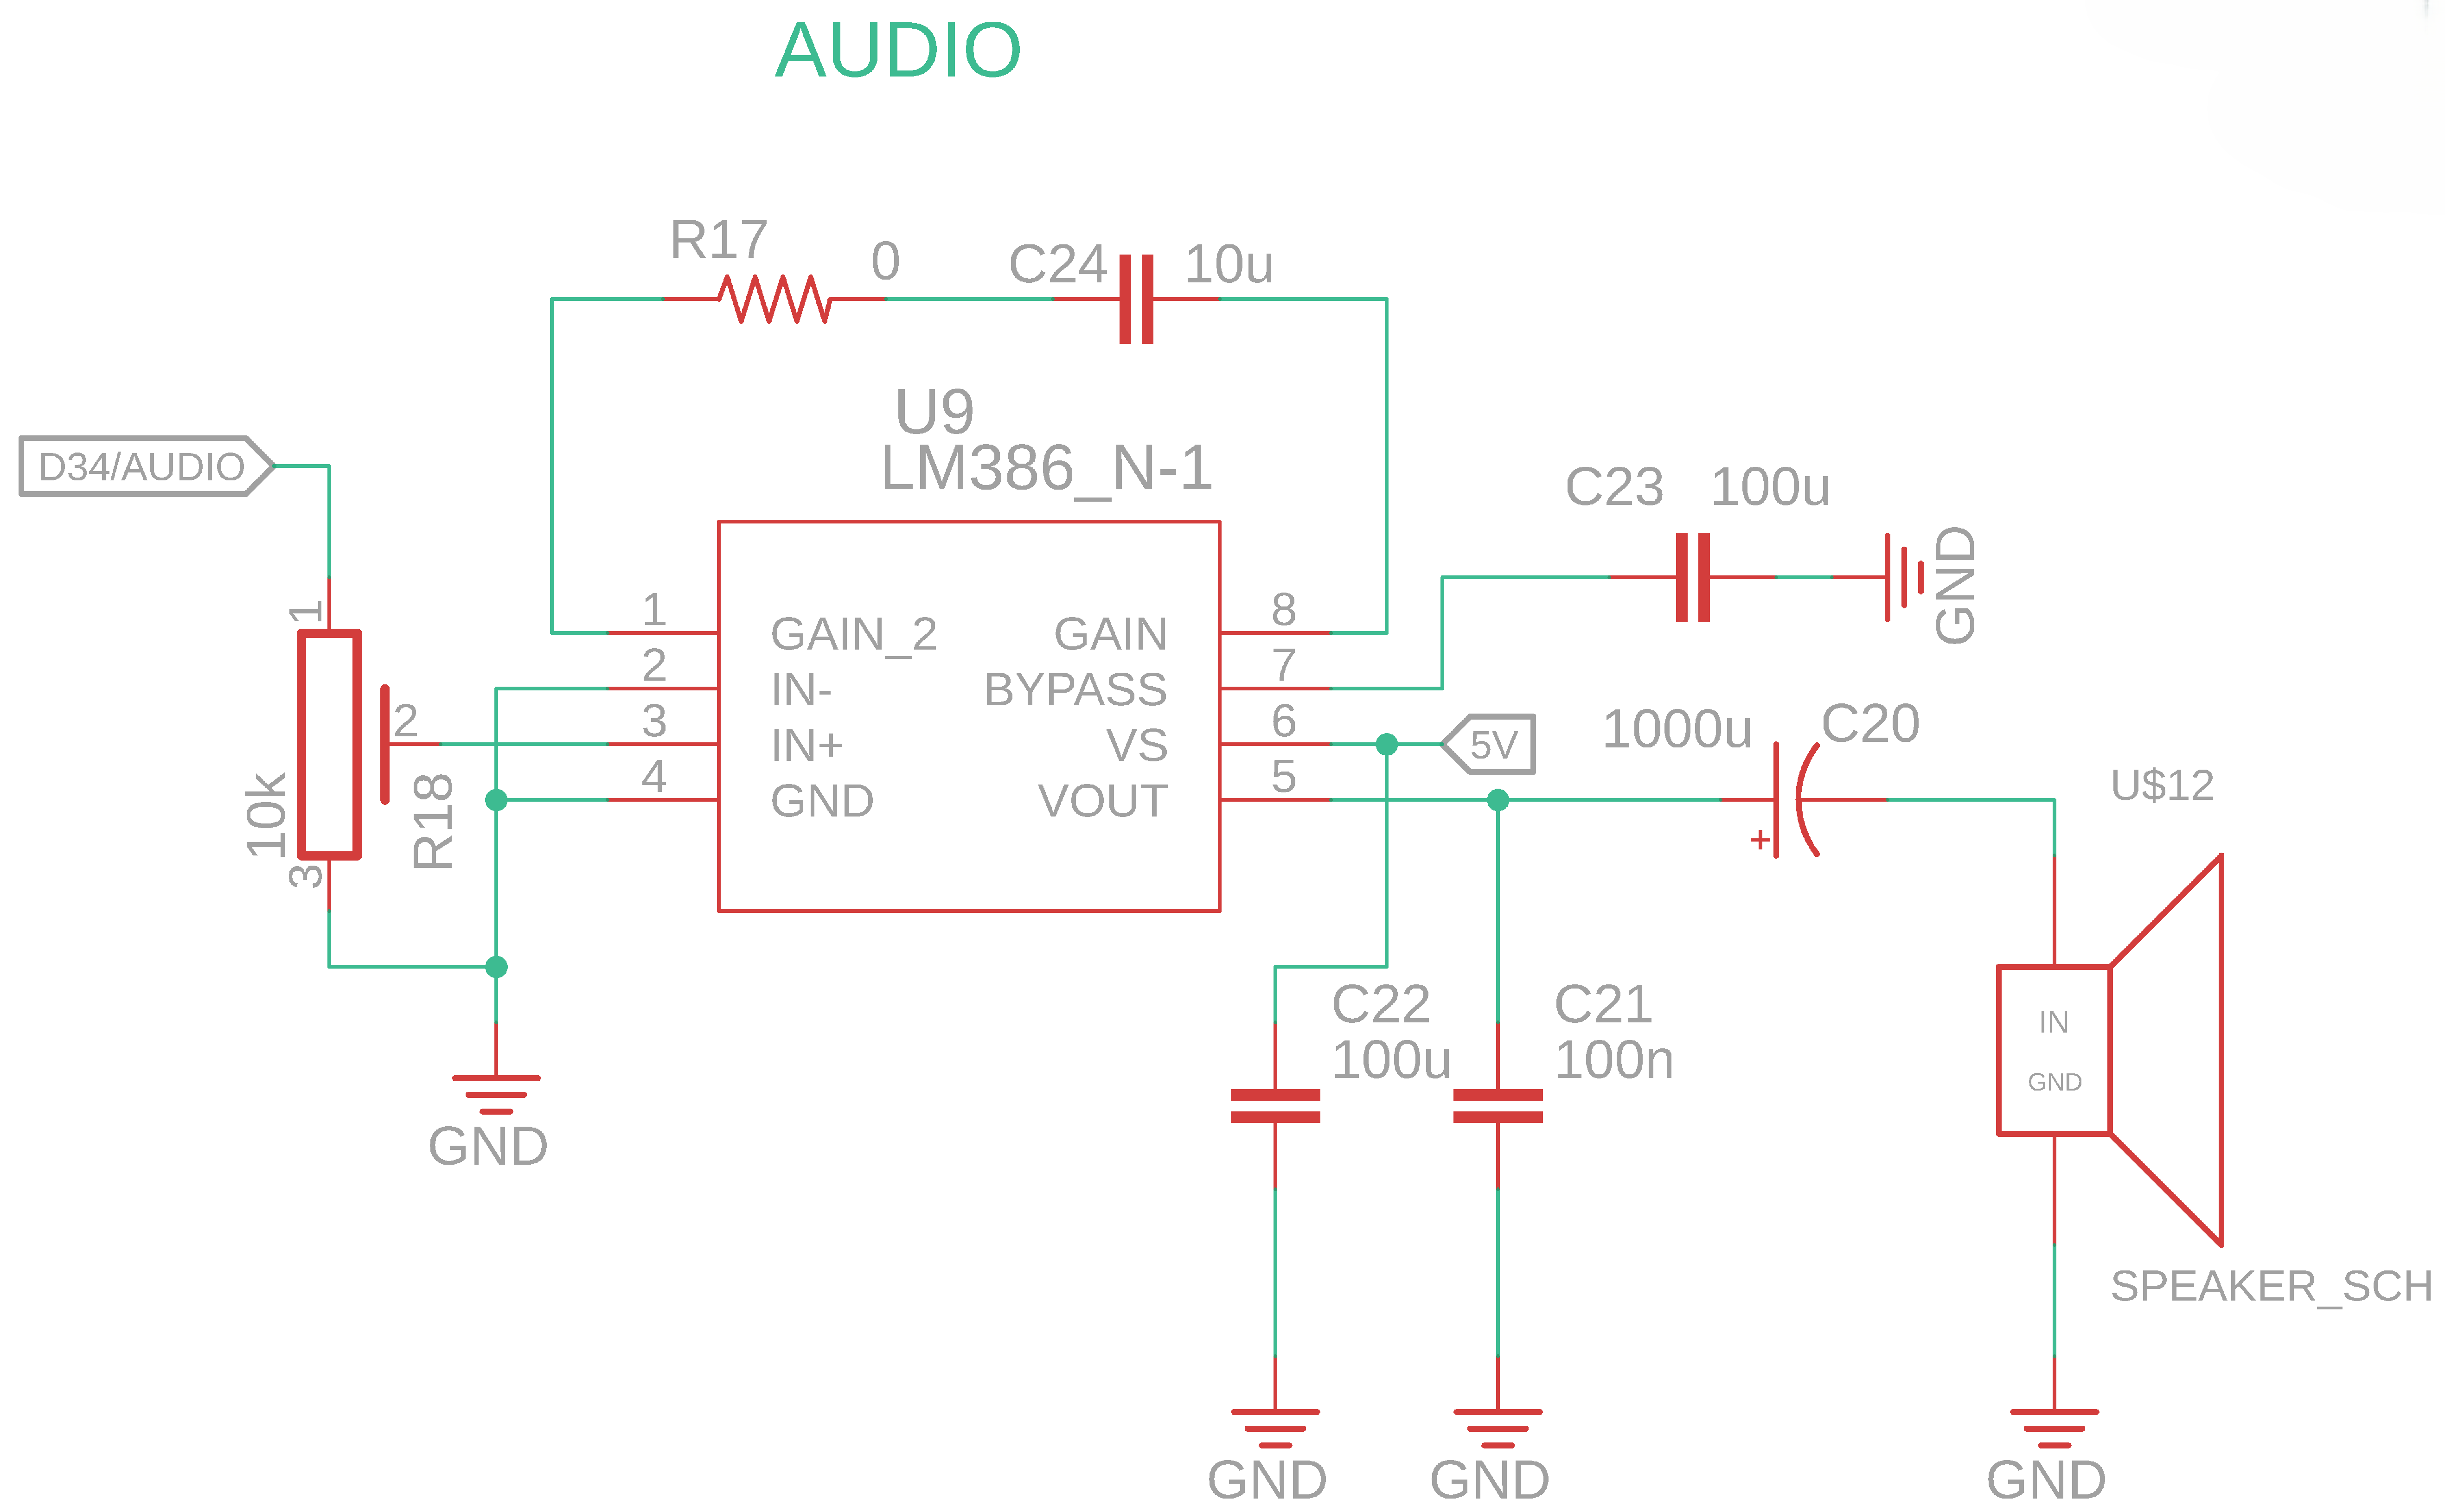 AUDIO
R17
0
C24
10u
U9
LM386_N-1
D34/AUDIO
C23
100u
GND
1
10k
3
2
R18
1
2
3
4
GAIN_2
IN-
IN+
GND
GAIN
BYPASS
VS
VOUT
8
7
6
5
5V
1000u
C20
+
U$12
C22
100u
C21
100n
IN
GND
GND
SPEAKER_SCH
GND
GND
GND